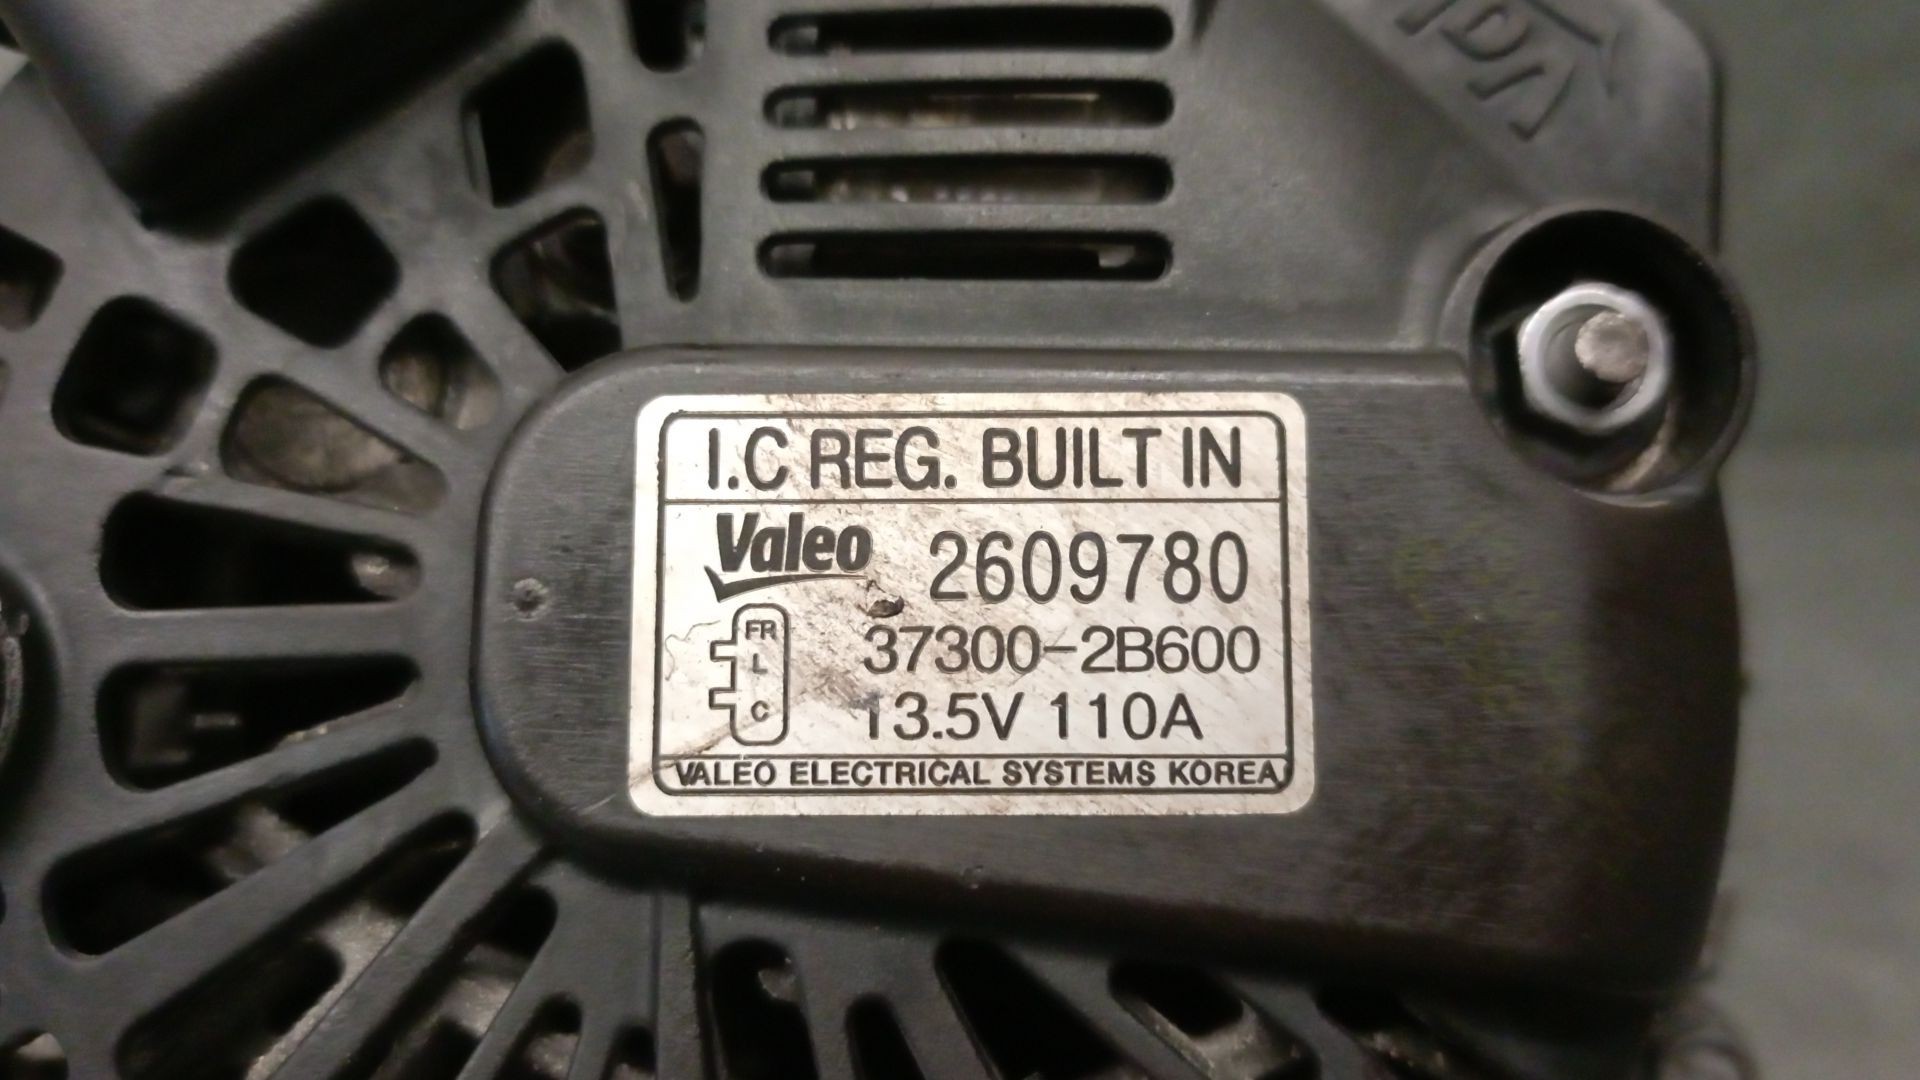 I.C REG. BUILT IN
Valeo 2609780
FR
37300-2B600
L
13.5V 110A
C
VALEO ELECTRICAL SYSTEMS KOREA